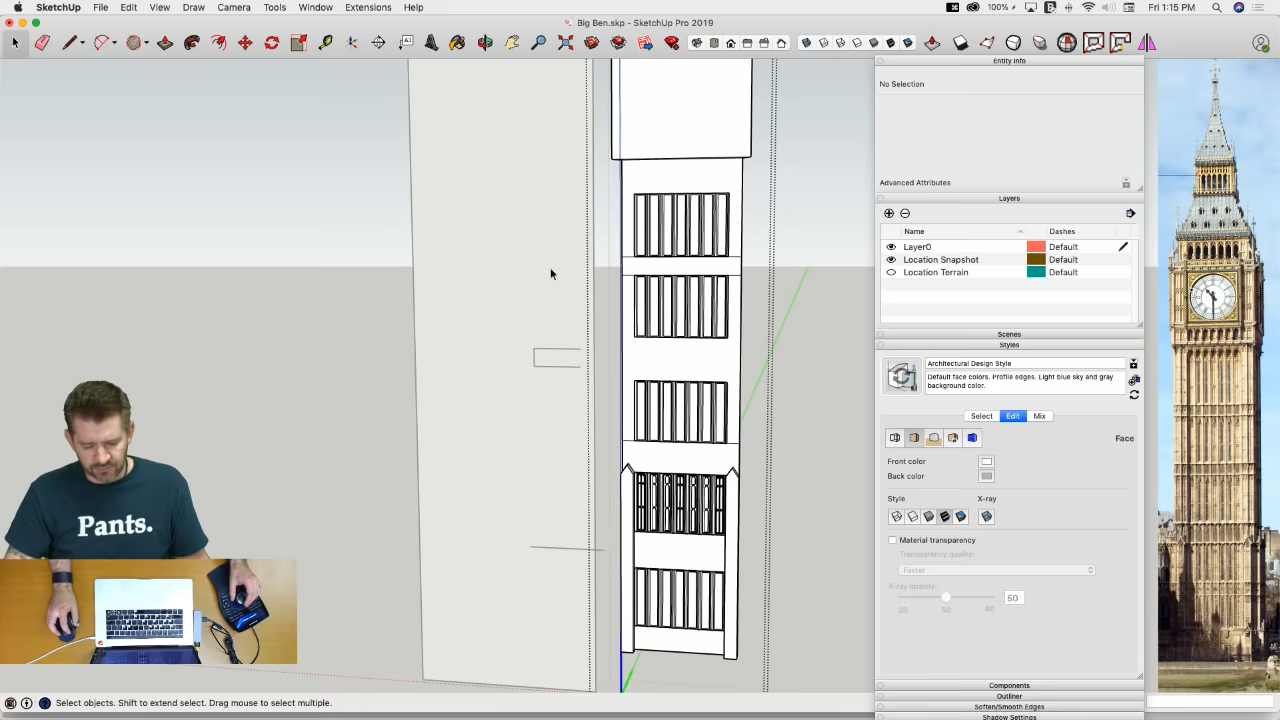 SketchUp File Edit View Draw Camera Tools Window Extensions Help 100% Fri 1:15 PM
Big Ben.skp - SketchUp Pro 2019
Entity Info
No Selection
Advanced Attributes
Layers
Name Dashes
Layer0 Default
Location Snapshot Default
Location Terrain Default
Scenes
Styles
Architectural Design Style
Default face colors. Profile edges. Light blue sky and gray
background color.
Select Edit Mix
Face
Front color
Back color
Style X-ray
Material transparency
Transparency quality:
Faster
X-ray opacity:
50
20 50 80
Components
Outliner
Soften/Smooth Edges
Shadow Settings
Pants.
Select objects. Shift to extend select. Drag mouse to select multiple.